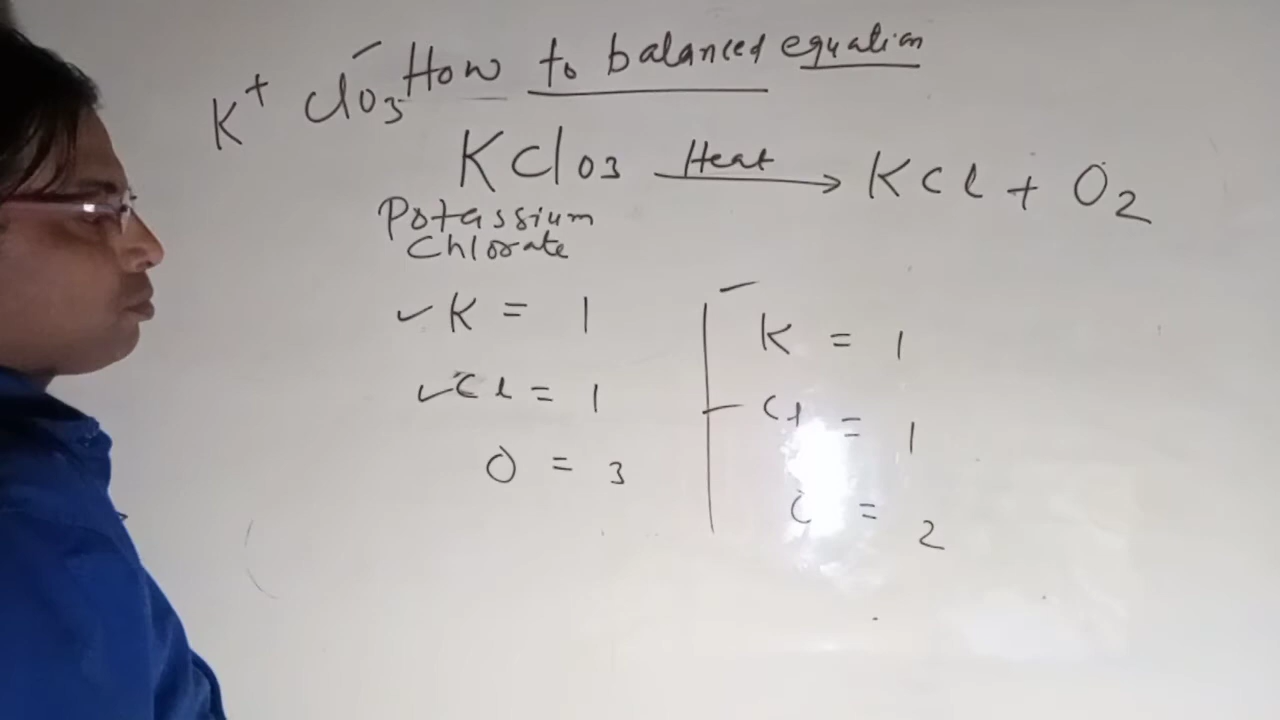 How to balanced equation
K+ ClO3-
KClO3 Heat → KCl + O2
Potassium
Chlorate
✓ K = 1
K = 1
✓ Cl = 1
Cl = 1
O = 3
O = 2